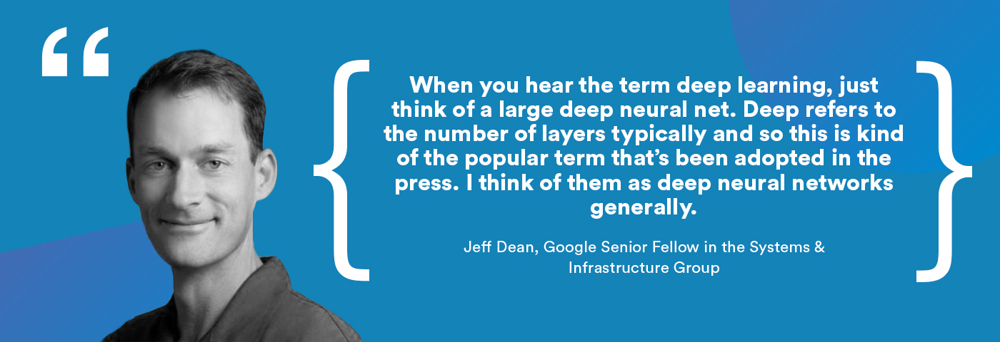 When you hear the term deep learning, just
think of a large deep neural net. Deep refers to
the number of layers typically and so this is kind
of the popular term that’s been adopted in the
press. I think of them as deep neural networks
generally.
Jeff Dean, Google Senior Fellow in the Systems &
Infrastructure Group